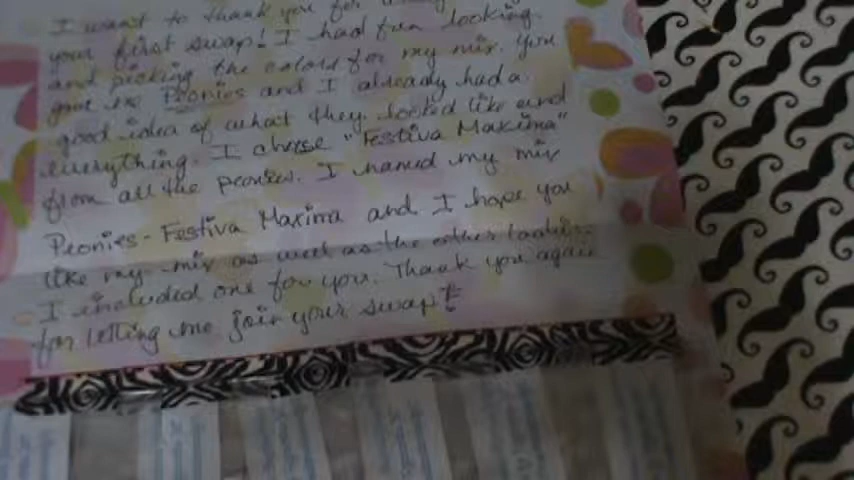 I want to thank you for
your first swap! I had fun looking
and picking the colors for my mix. You
gave me Peonies and I already had a
good idea of what they looked like and
everything. I chose "Festiva Maxima"
from all the peonies. I named my mix
Peonies - Festiva Maxima and I hope you
like my mix as well as the other
I included one for you. Thank you again
for letting me join your swap!